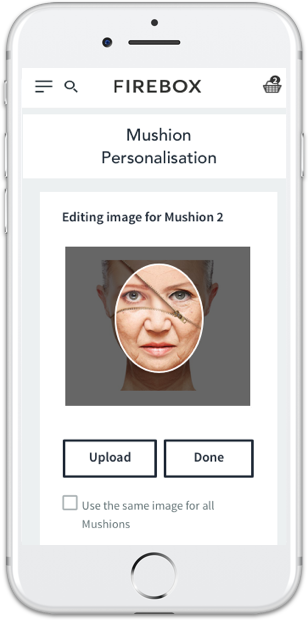 FIREBOX
2
Mushion
Personalisation
Editing image for Mushion 2
Upload
Done
Use the same image for all
Mushions